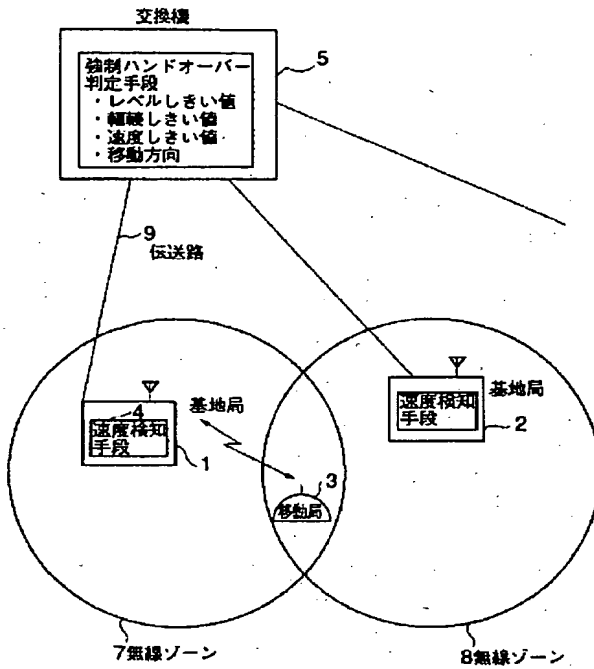 交換機
5
強制ハンドオーバー
判定手段
・レベルしきい値
・輻輳しきい値
・速度しきい値
・移動方向
9
伝送路
基地局
4
速度検知
手段
1
基地局
速度検知
手段
2
3
移動局
7無線ゾーン
8無線ゾーン